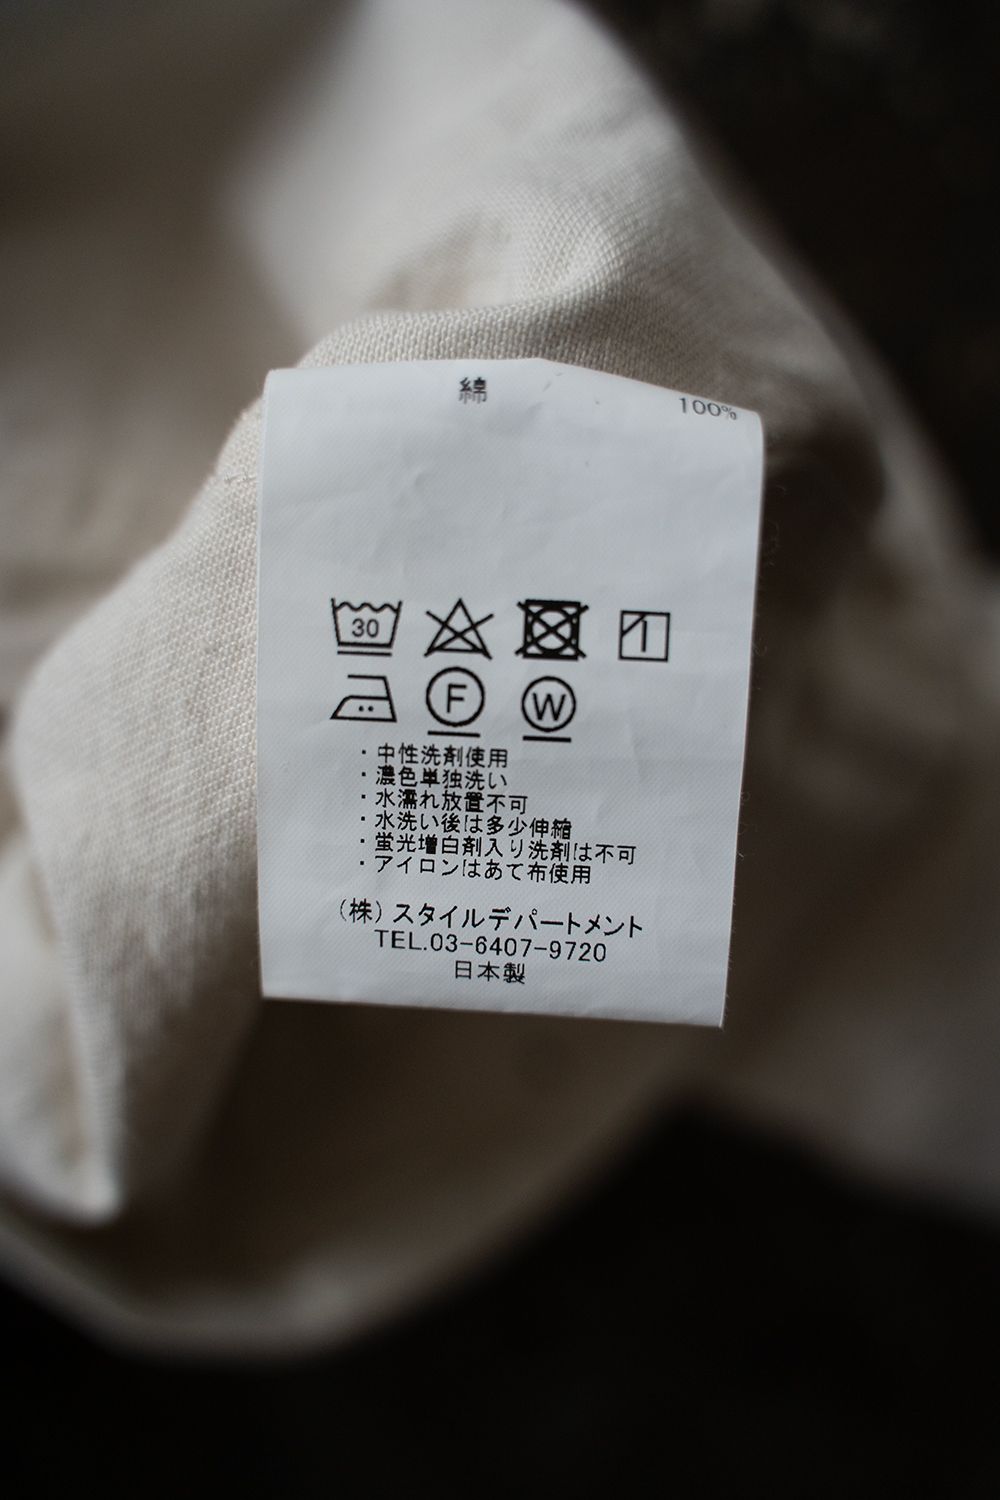 綿 100%
30
F W
・中性洗剤使用
・濃色単独洗い
・水濡れ放置不可
・水洗い後は多少伸縮
・蛍光増白剤入り洗剤は不可
・アイロンはあて布使用
(株)スタイルデパートメント
TEL.03-6407-9720
日本製